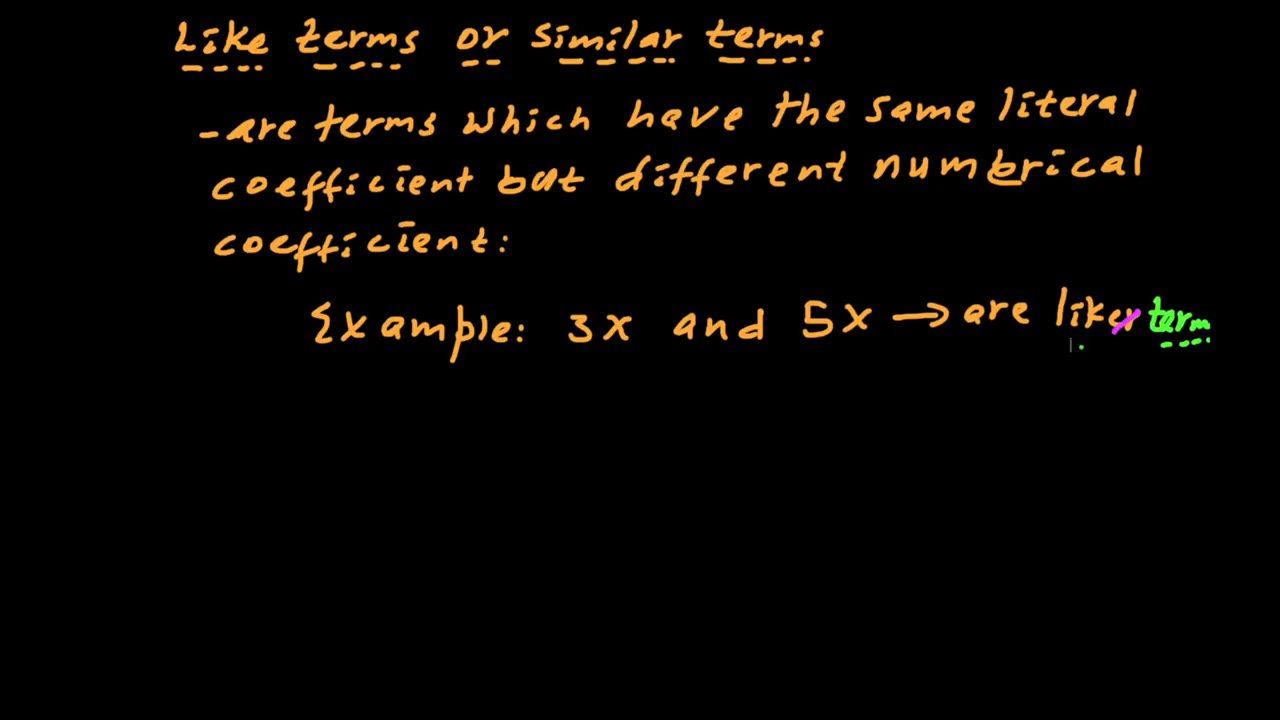 Like terms or similar terms
- are terms which have the same literal
coefficient but different numbrical
coefficient:
Example: 3x and 5x → are like term